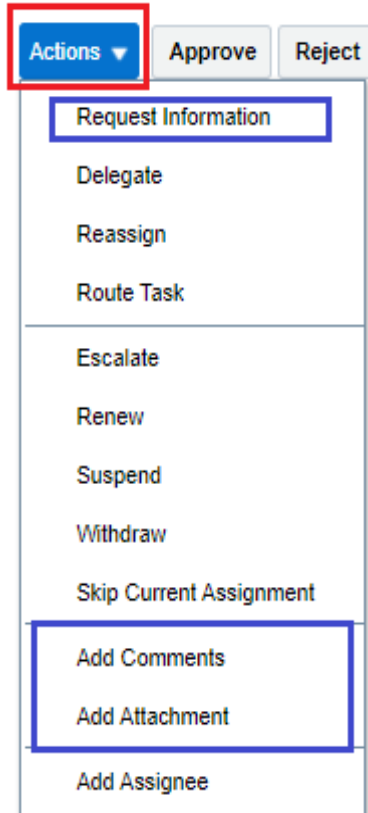 Actions ▼ Approve Reject
Request Information
Delegate
Reassign
Route Task
Escalate
Renew
Suspend
Withdraw
Skip Current Assignment
Add Comments
Add Attachment
Add Assignee